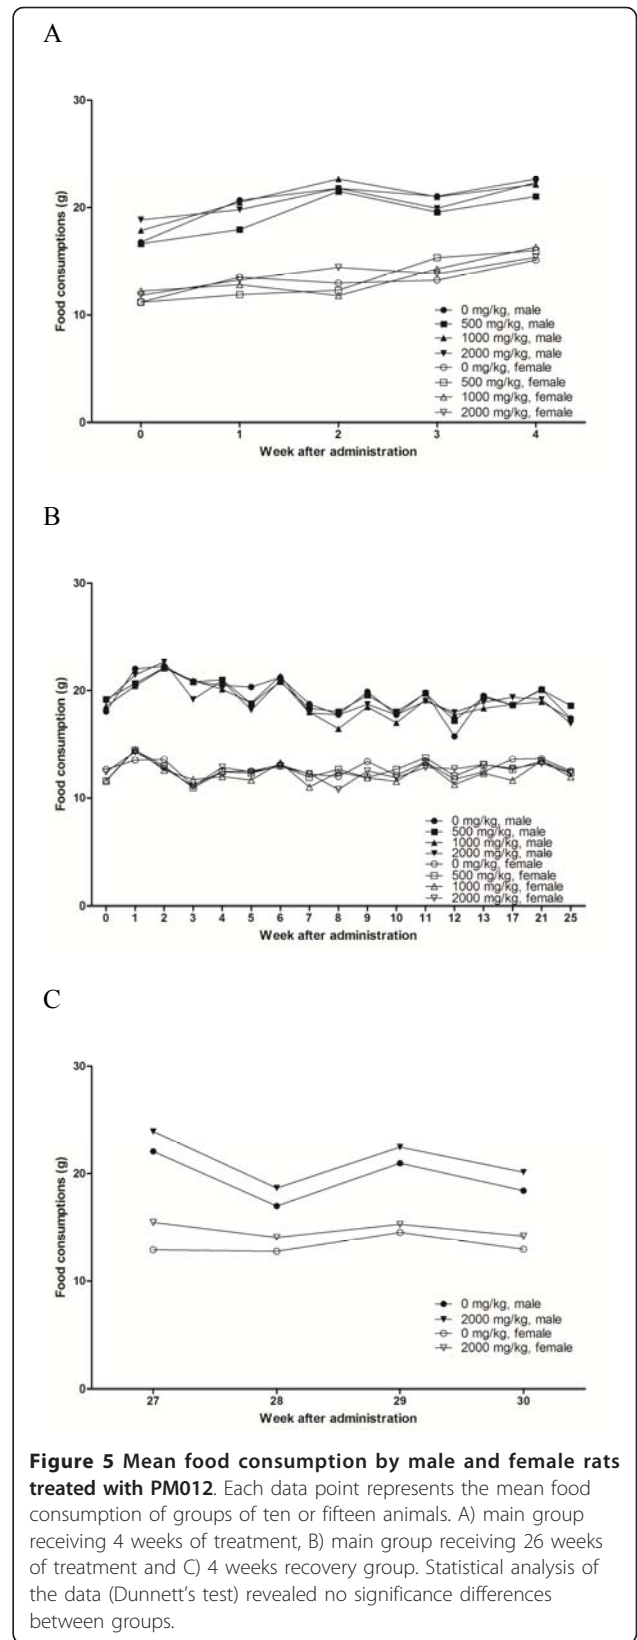 A
30
20
10
0
Food consumptions (g)
0 mg/kg, male
500 mg/kg, male
1000 mg/kg, male
2000 mg/kg, male
0 mg/kg, female
500 mg/kg, female
1000 mg/kg, female
2000 mg/kg, female
0 1 2 3 4
Week after administration
B
30
20
10
0
Food consumption (g)
0 mg/kg, male
500 mg/kg, male
1000 mg/kg, male
2000 mg/kg, male
0 mg/kg, female
500 mg/kg, female
1000 mg/kg, female
2000 mg/kg, female
0 1 2 3 4 5 6 7 8 9 10 11 12 13 17 21 25
Week after administration
C
30
20
10
0
Food consumptions (g)
0 mg/kg, male
2000 mg/kg, male
0 mg/kg, female
2000 mg/kg, female
27 28 29 30
Week after administration
Figure 5 Mean food consumption by male and female rats
treated with PM012. Each data point represents the mean food
consumption of groups of ten or fifteen animals. A) main group
receiving 4 weeks of treatment, B) main group receiving 26 weeks
of treatment and C) 4 weeks recovery group. Statistical analysis of
the data (Dunnett's test) revealed no significance differences
between groups.